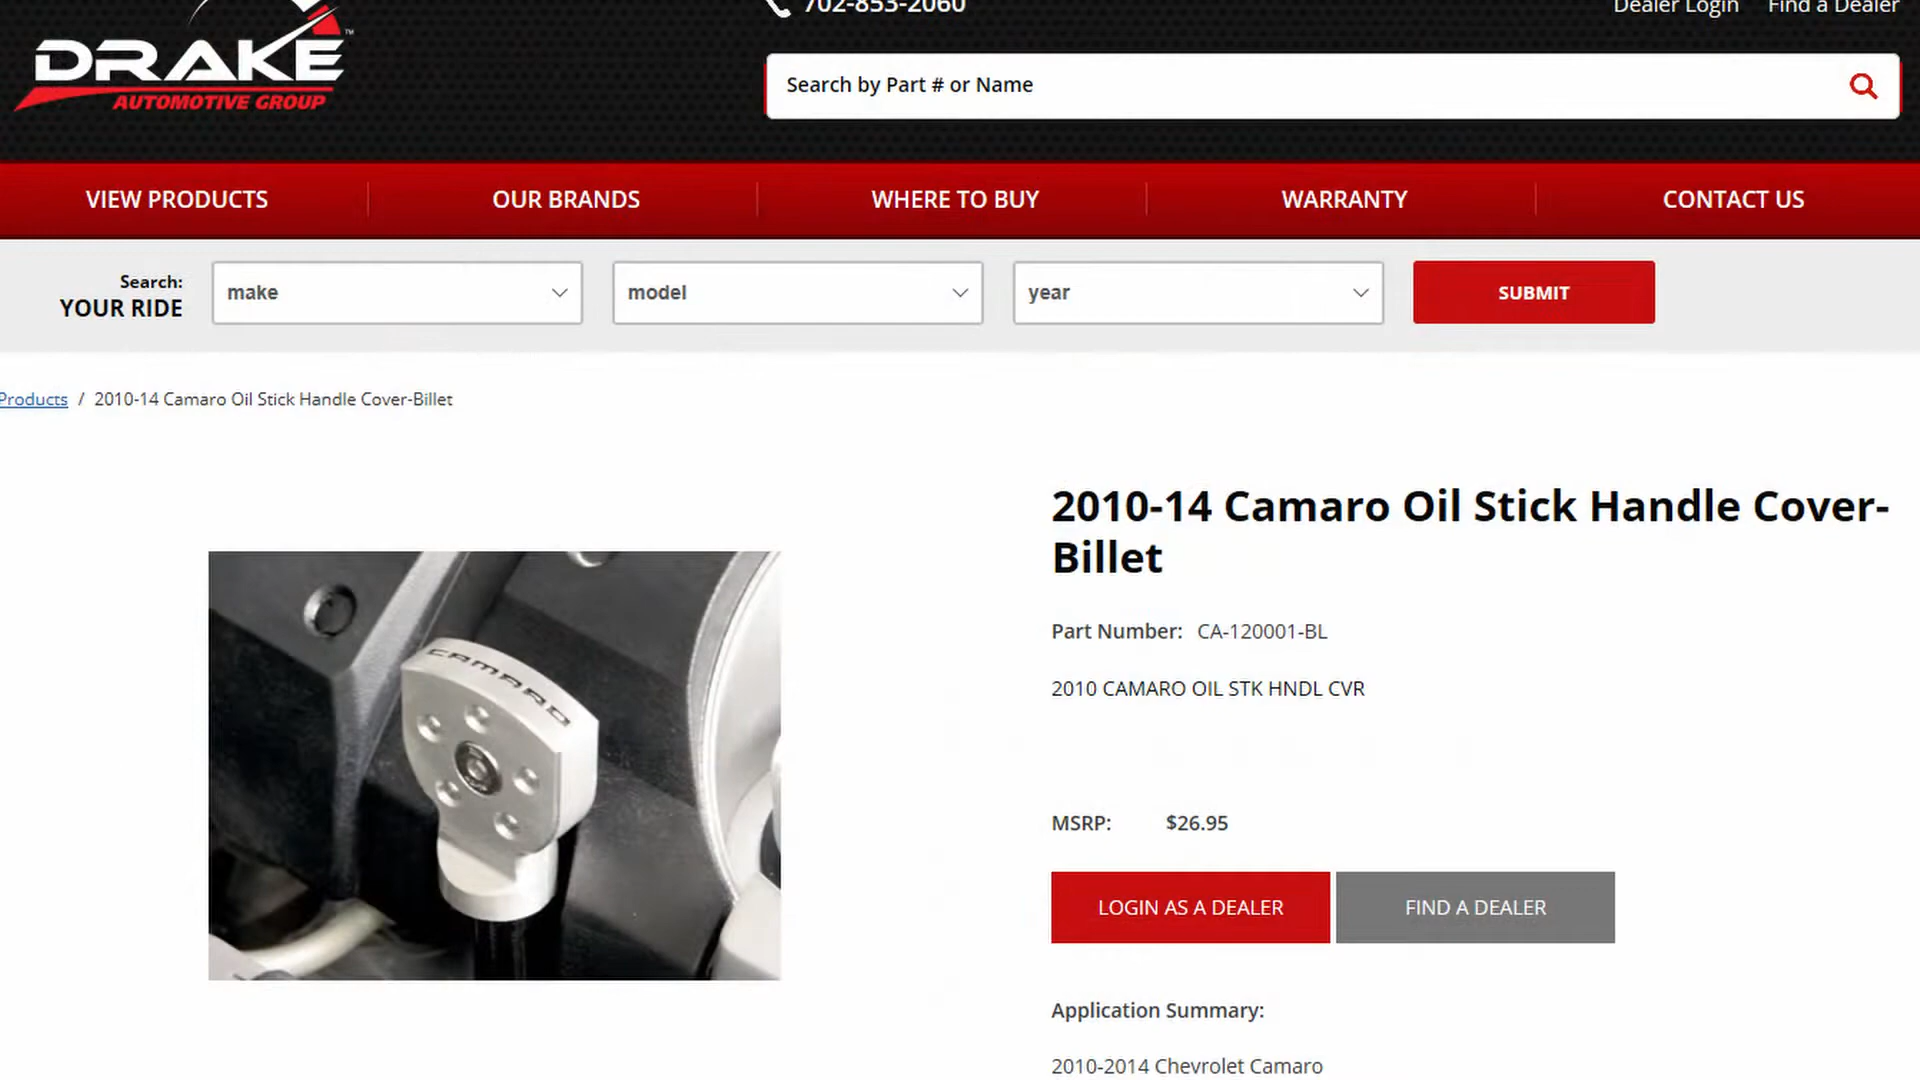 702-853-2060
Dealer Login Find a Dealer
DRAKE™
AUTOMOTIVE GROUP
Search by Part # or Name
VIEW PRODUCTS OUR BRANDS WHERE TO BUY WARRANTY CONTACT US
Search:
YOUR RIDE
make model year SUBMIT
Products / 2010-14 Camaro Oil Stick Handle Cover-Billet
2010-14 Camaro Oil Stick Handle Cover-
Billet
CAMARO
Part Number: CA-120001-BL
2010 CAMARO OIL STK HNDL CVR
MSRP: $26.95
LOGIN AS A DEALER FIND A DEALER
Application Summary:
2010-2014 Chevrolet Camaro